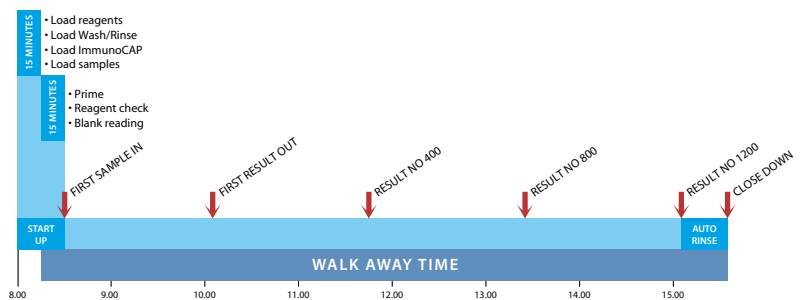 15 MINUTES
• Load reagents
• Load Wash/Rinse
• Load ImmunoCAP
• Load samples
15 MINUTES
• Prime
• Reagent check
• Blank reading
FIRST SAMPLE IN
FIRST RESULT OUT
RESULT NO 400
RESULT NO 800
RESULT NO 1200
CLOSE DOWN
START
UP
AUTO
RINSE
WALK AWAY TIME
8.00 9.00 10.00 11.00 12.00 13.00 14.00 15.00